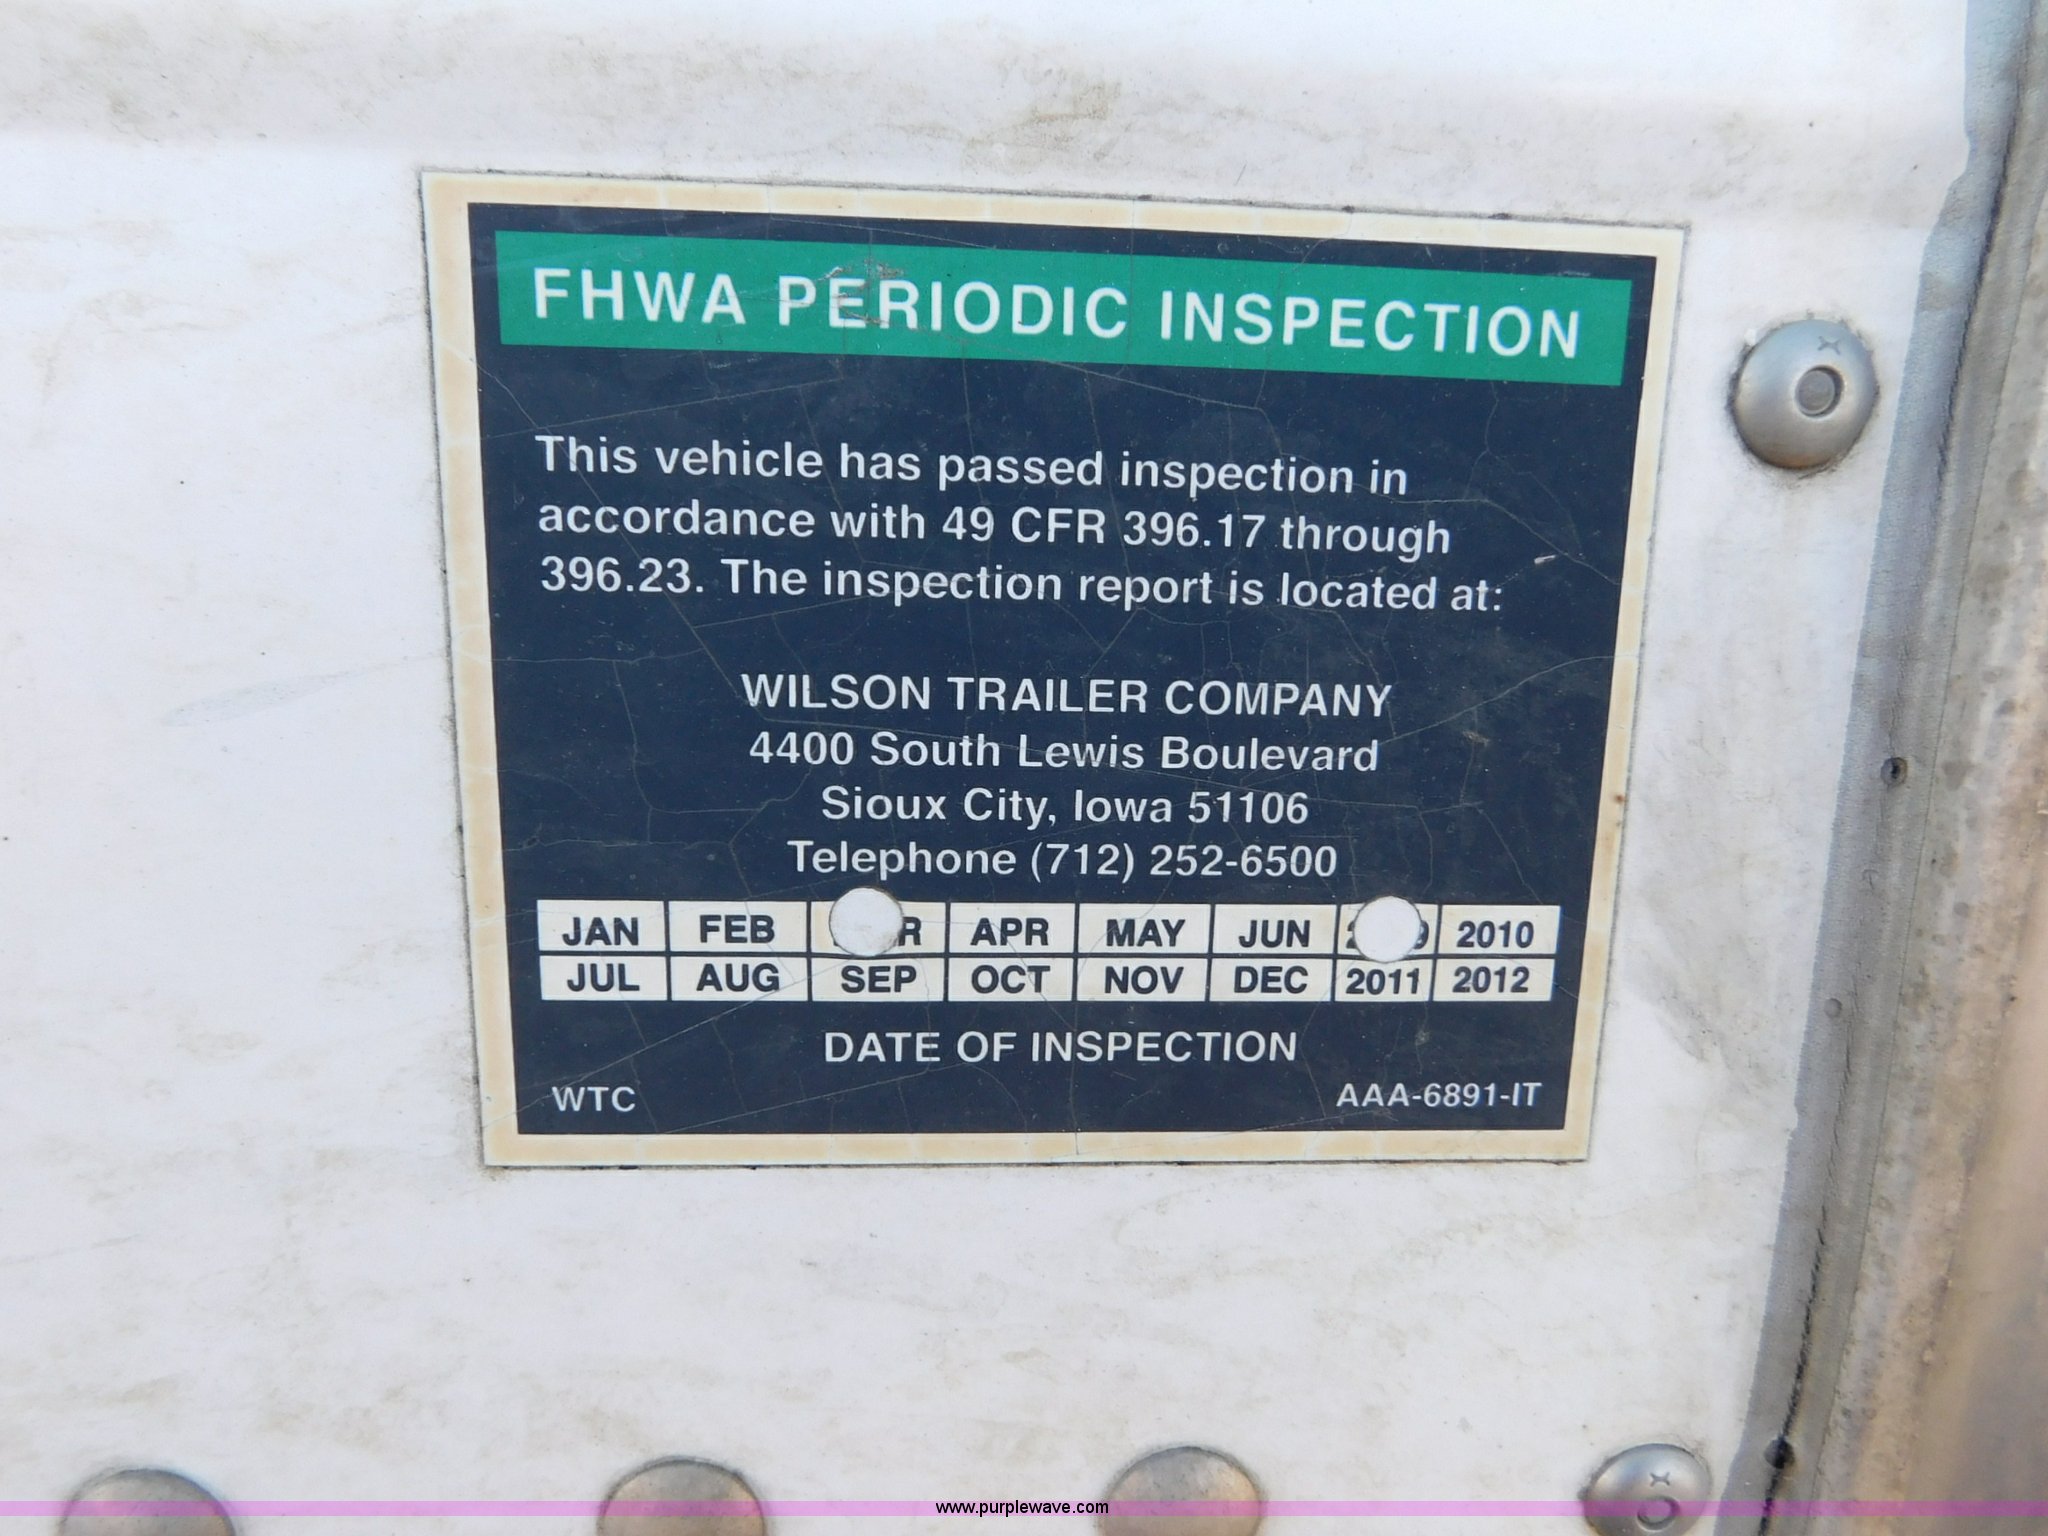 FHWA PERIODIC INSPECTION
This vehicle has passed inspection in
accordance with 49 CFR 396.17 through
396.23. The inspection report is located at:
WILSON TRAILER COMPANY
4400 South Lewis Boulevard
Sioux City, Iowa 51106
Telephone (712) 252-6500
JAN FEB APR MAY JUN 2010
JUL AUG SEP OCT NOV DEC 2011 2012
DATE OF INSPECTION
WTC AAA-6891-IT
www.purplewave.com